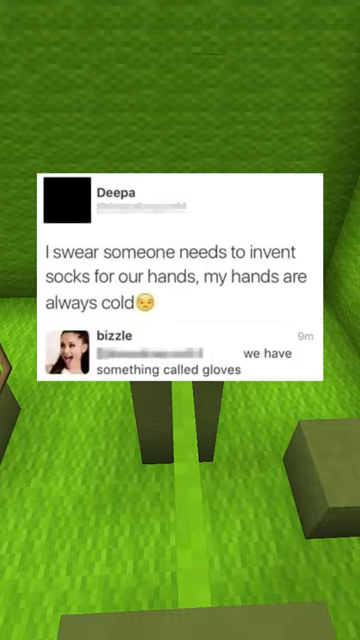 Deepa
I swear someone needs to invent
socks for our hands, my hands are
always cold😒
bizzle 9m
we have
something called gloves